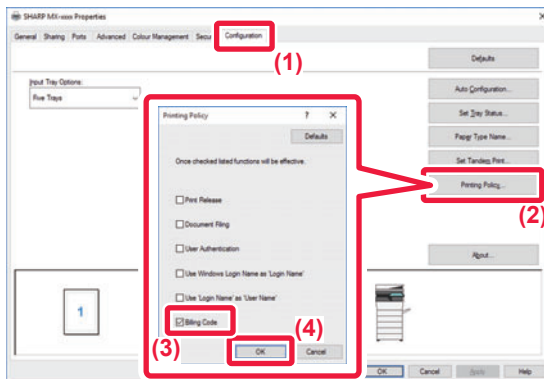 SHARP MX-xxxx Properties
General Sharing Ports Advanced Colour Management Secu Configuration
(1)
Defaults
Input Tray Options:
Five Trays
Auto Configuration...
Set Tray Status...
Paper Type Name...
Set Tandem Print...
Printing Policy...
(2)
About...
Printing Policy ? X
Defaults
Once checked listed functions will be effective.
Print Release
Document Filing
User Authentication
Use Windows Login Name as 'Login Name'
Use 'Login Name' as 'User Name'
Billing Code
(3)
(4)
OK Cancel
1
OK Cancel Apply Help